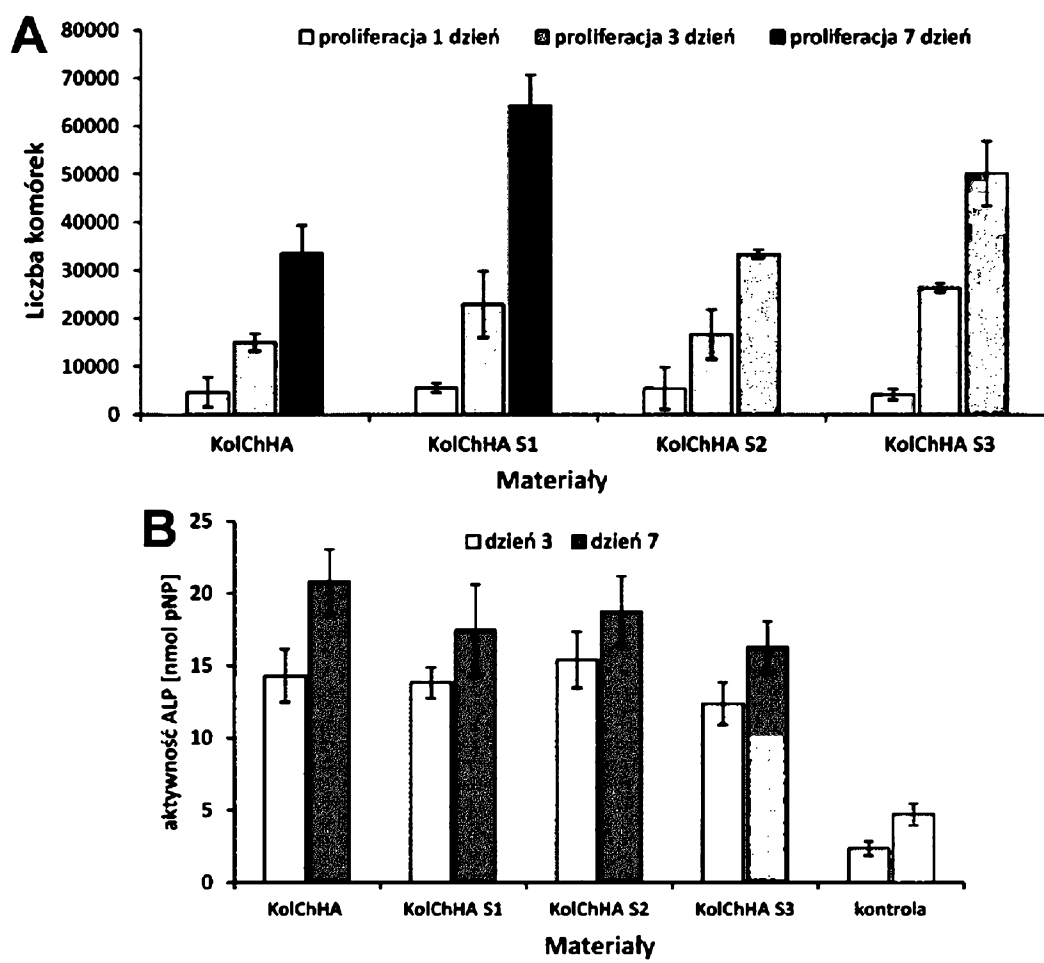 A
80000
proliferacja 1 dzień proliferacja 3 dzień proliferacja 7 dzień
70000
60000
50000
40000
30000
20000
10000
0
Liczba komórek
KolChHA KolChHA S1 KolChHA S2 KolChHA S3
Materiały
B
25
dzień 3 dzień 7
20
15
10
5
0
aktywność ALP [nmol pNP]
KolChHA KolChHA S1 KolChHA S2 KolChHA S3 kontrola
Materiały